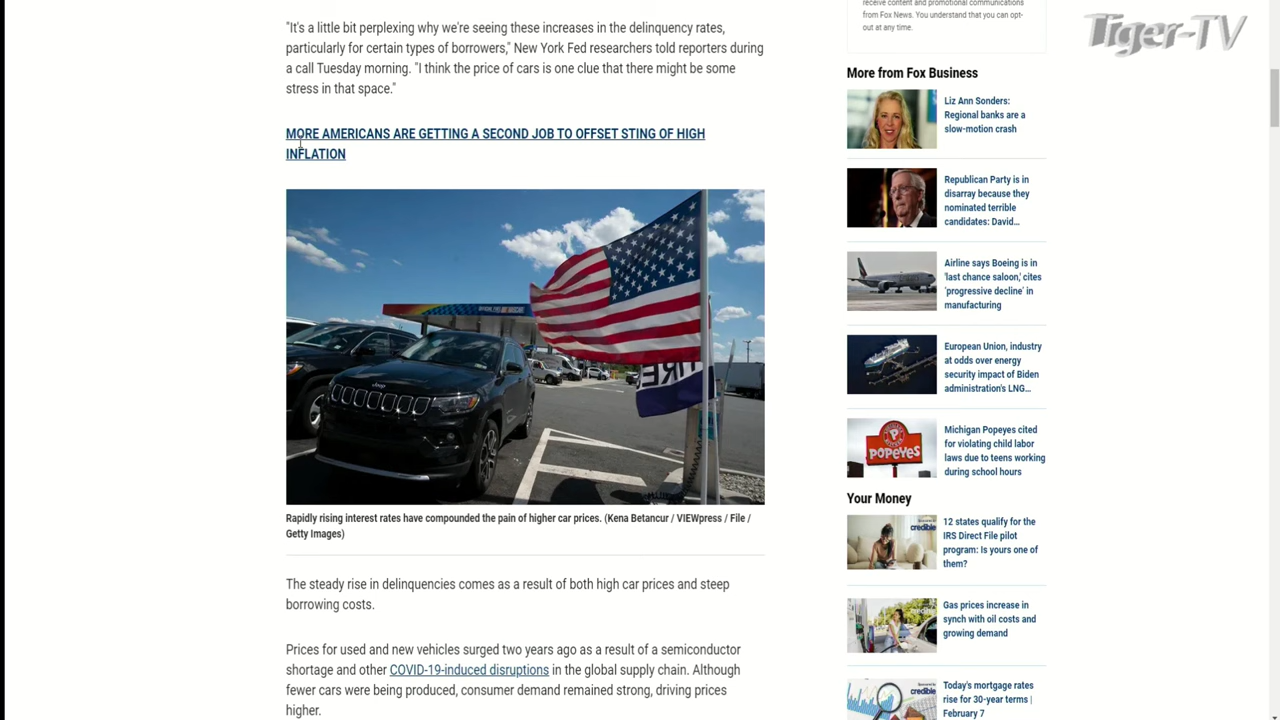 receive content and promotional communications
from Fox News. You understand that you can opt-
out at any time.
Tiger-TV
"It's a little bit perplexing why we're seeing these increases in the delinquency rates,
particularly for certain types of borrowers," New York Fed researchers told reporters during
a call Tuesday morning. "I think the price of cars is one clue that there might be some
stress in that space."
MORE AMERICANS ARE GETTING A SECOND JOB TO OFFSET STING OF HIGH
INFLATION
Jeep
Rapidly rising interest rates have compounded the pain of higher car prices. (Kena Betancur / VIEWpress / File /
Getty Images)
The steady rise in delinquencies comes as a result of both high car prices and steep
borrowing costs.
Prices for used and new vehicles surged two years ago as a result of a semiconductor
shortage and other COVID-19-induced disruptions in the global supply chain. Although
fewer cars were being produced, consumer demand remained strong, driving prices
higher.
More from Fox Business
Liz Ann Sonders:
Regional banks are a
slow-motion crash
Republican Party is in
disarray because they
nominated terrible
candidates: David...
Airline says Boeing is in
'last chance saloon,' cites
'progressive decline' in
manufacturing
European Union, industry
at odds over energy
security impact of Biden
administration's LNG...
POPEYES
Michigan Popeyes cited
for violating child labor
laws due to teens working
during school hours
Your Money
credible
12 states qualify for the
IRS Direct File pilot
program: Is yours one of
them?
credible
Gas prices increase in
synch with oil costs and
growing demand
credible
Today's mortgage rates
rise for 30-year terms |
February 7